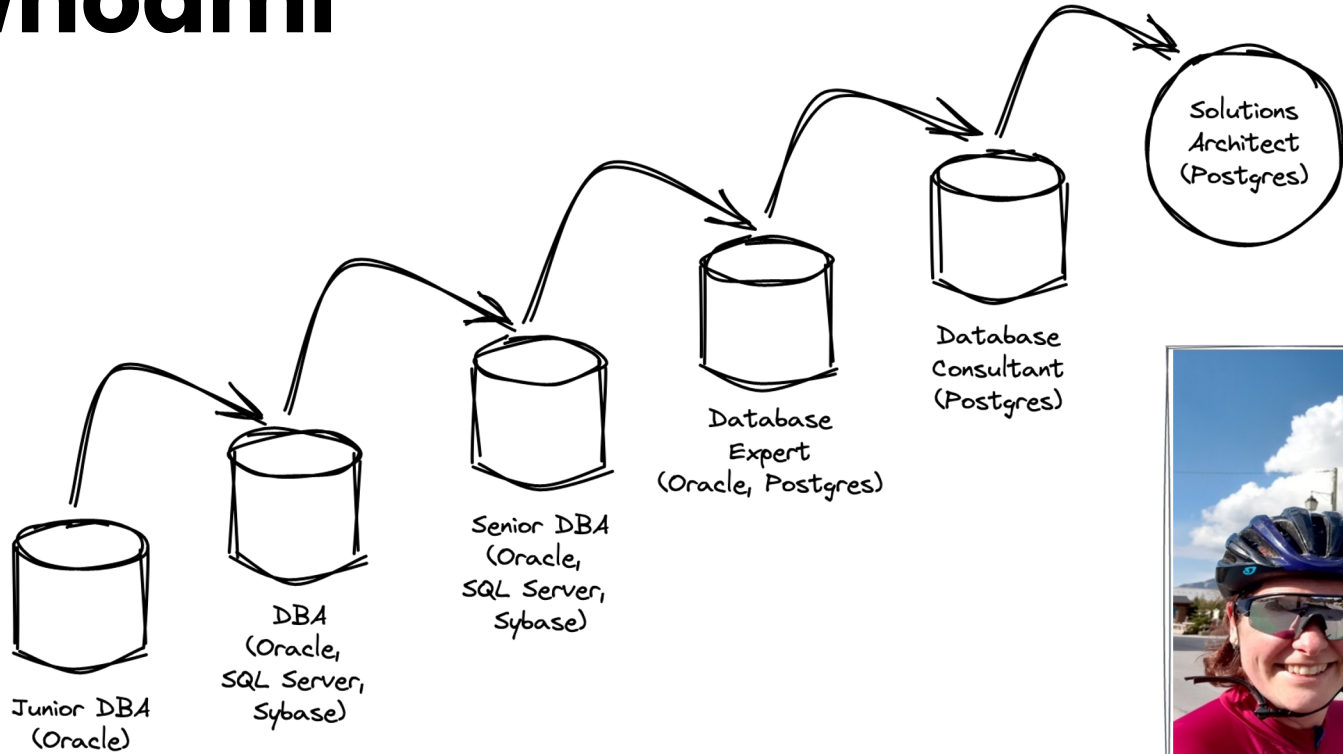 whoami
Junior DBA
(Oracle)
DBA
(Oracle,
SQL Server,
Sybase)
Senior DBA
(Oracle,
SQL Server,
Sybase)
Database
Expert
(Oracle, Postgres)
Database
Consultant
(Postgres)
Solutions
Architect
(Postgres)